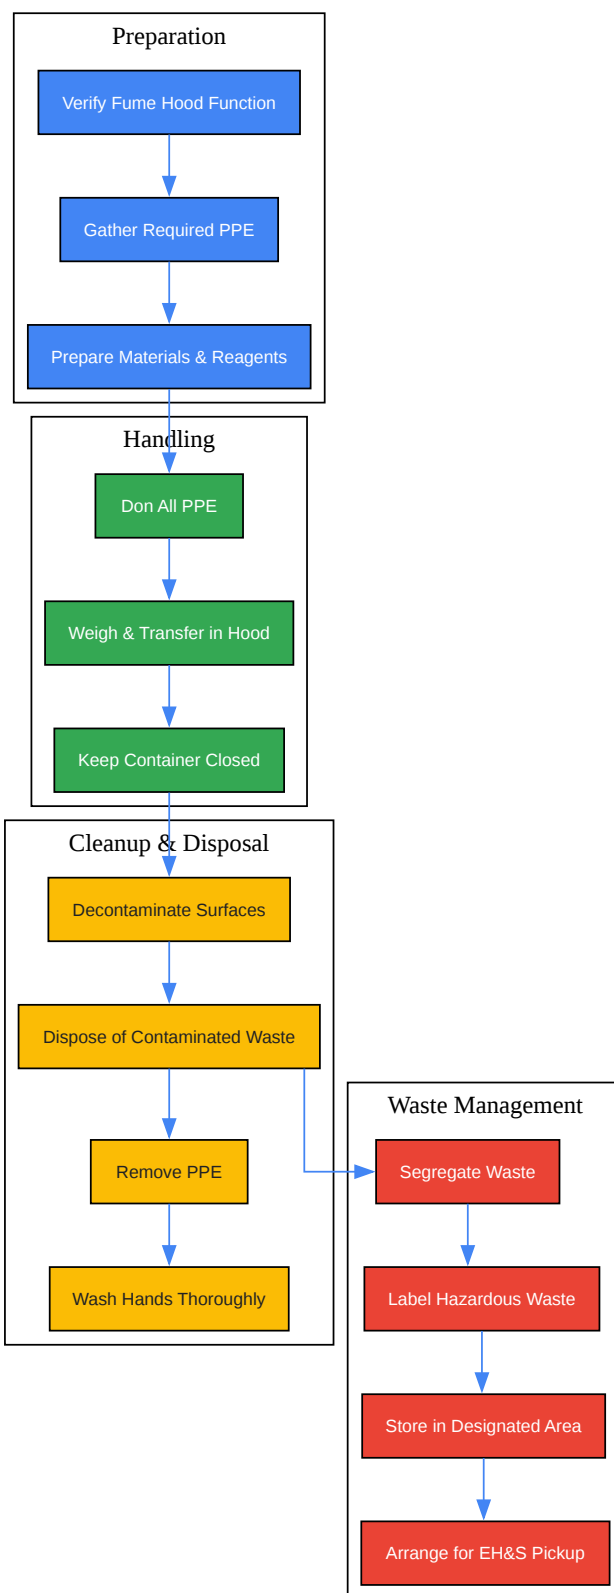 Preparation
Verify Fume Hood Function
Gather Required PPE
Prepare Materials & Reagents
Handling
Don All PPE
Weigh & Transfer in Hood
Keep Container Closed
Cleanup & Disposal
Decontaminate Surfaces
Dispose of Contaminated Waste
Remove PPE
Wash Hands Thoroughly
Waste Management
Segregate Waste
Label Hazardous Waste
Store in Designated Area
Arrange for EH&S Pickup